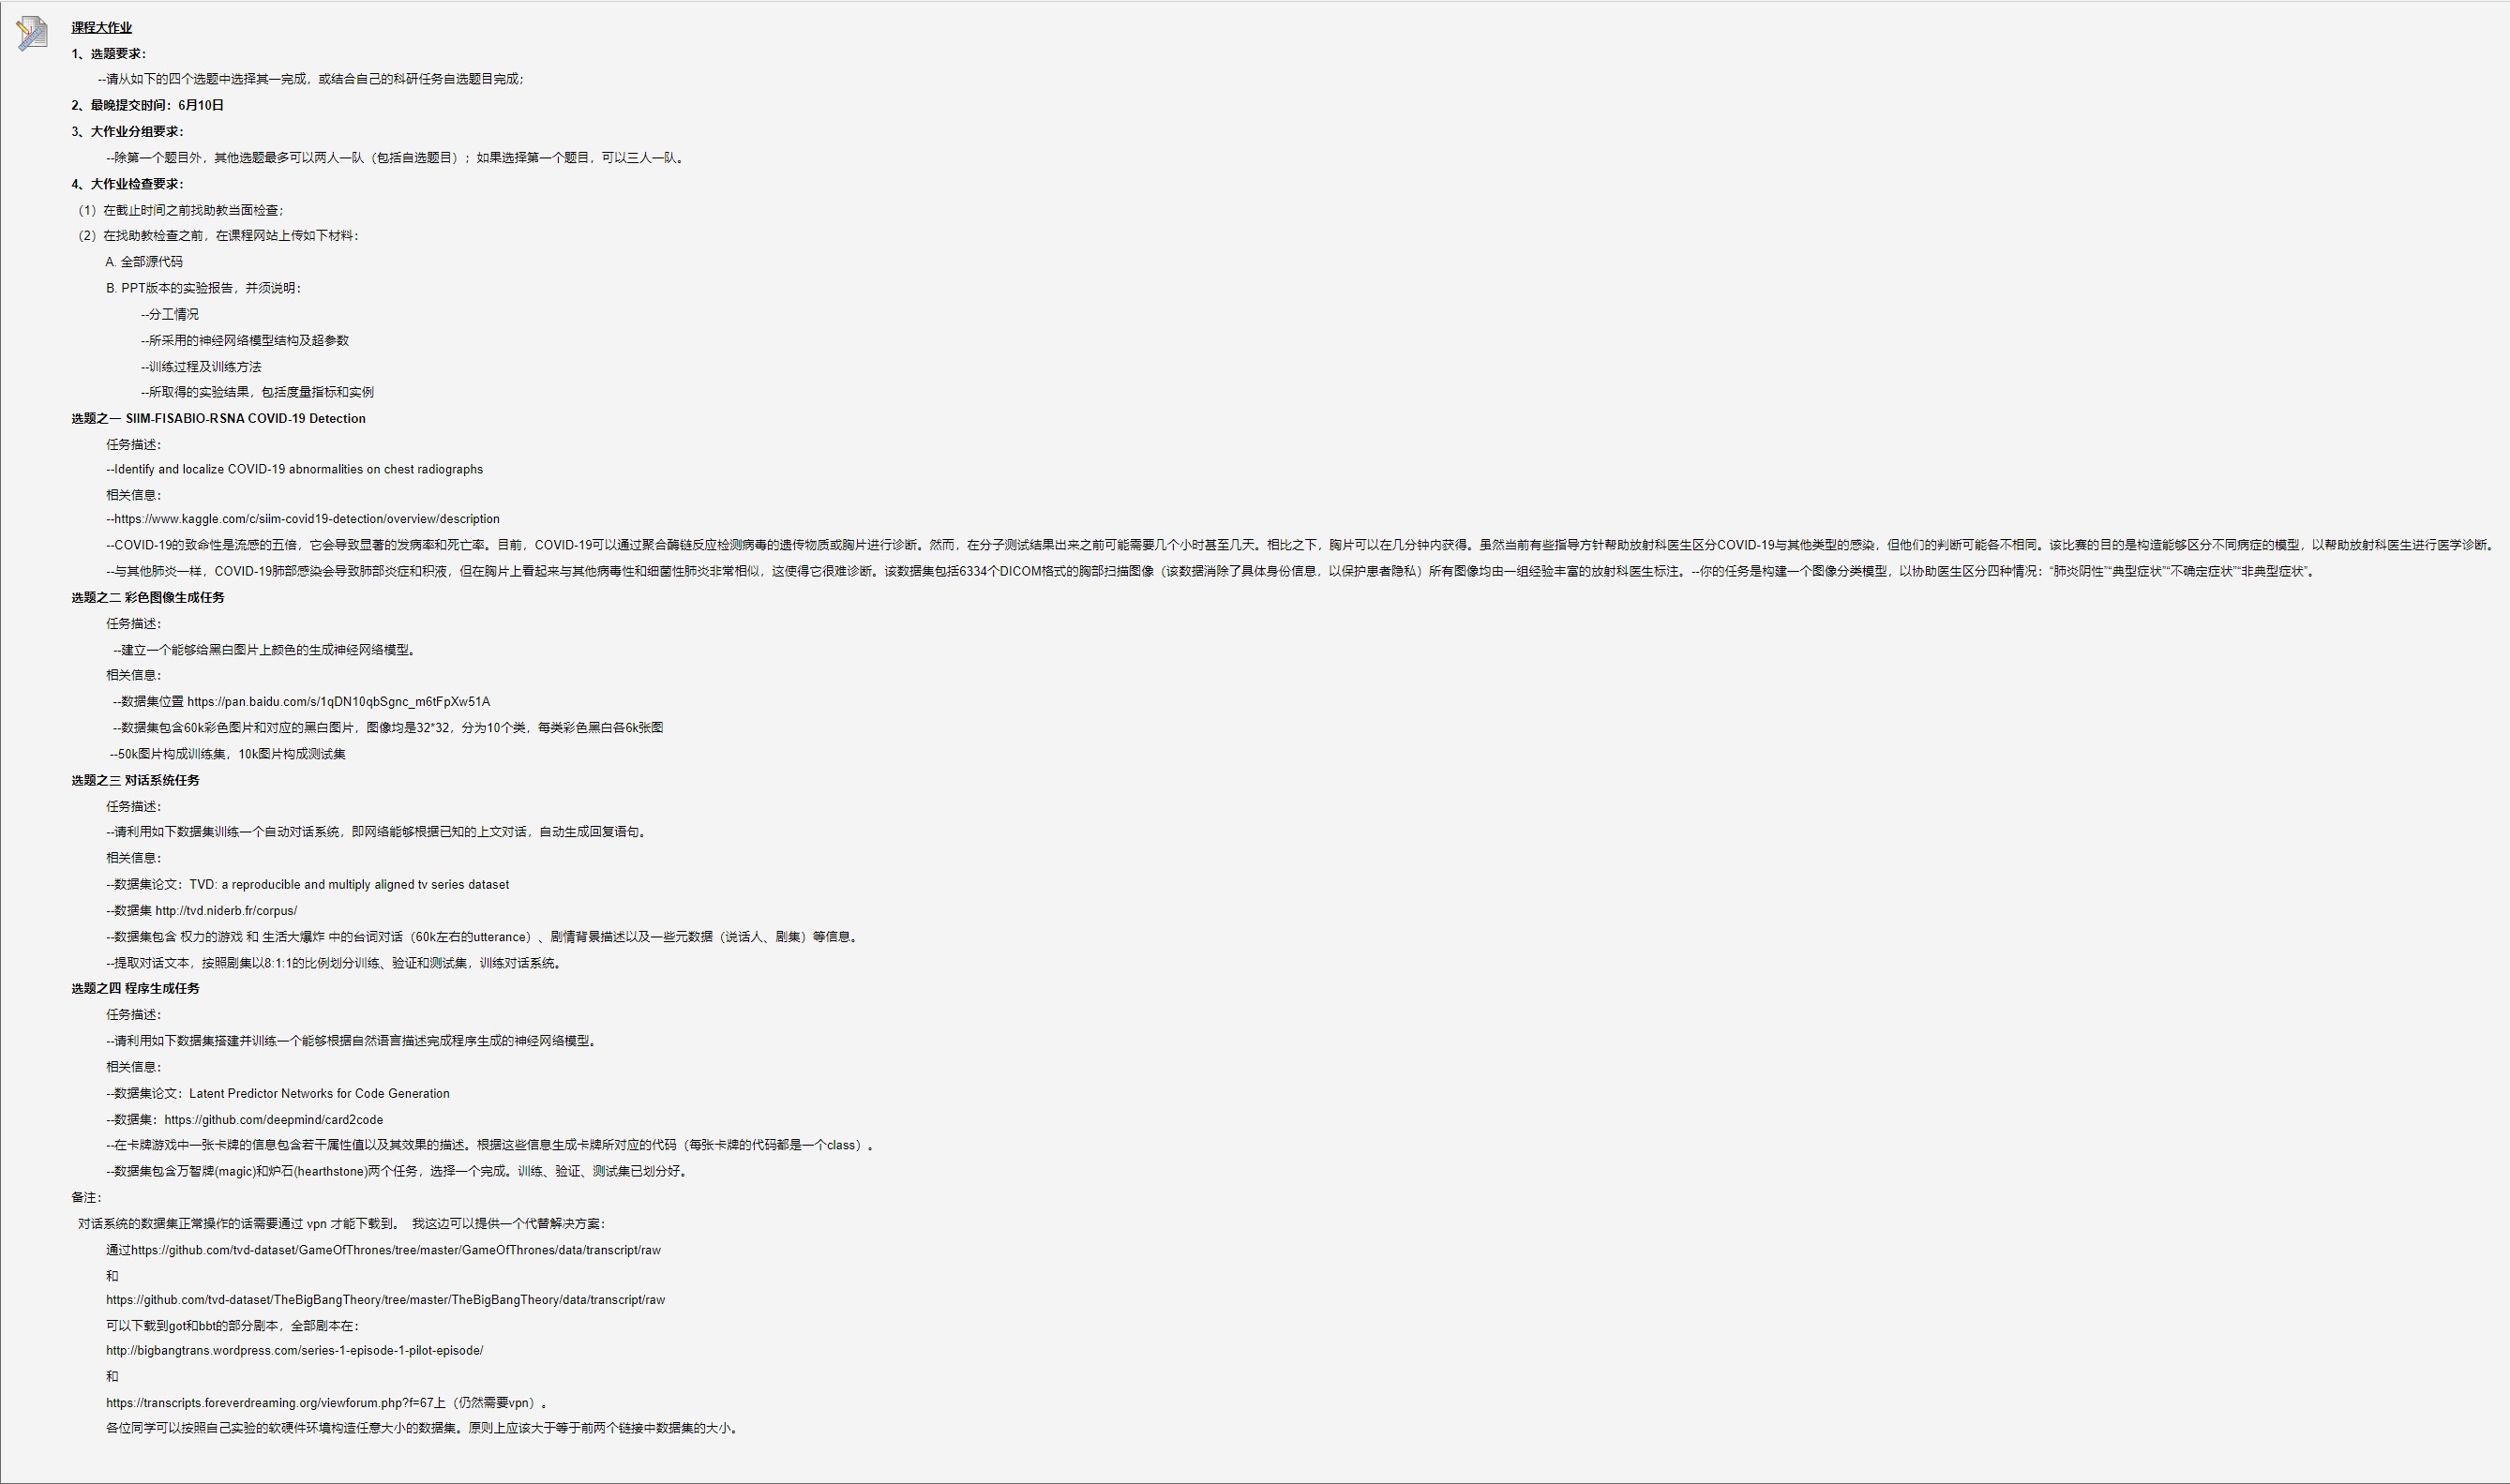 课程大作业
1、选题要求：
--请从如下的四个选题中选择其一完成，或结合自己的科研任务自选题目完成；
2、最晚提交时间：6月10日
3、大作业分组要求：
--除第一个题目外，其他选题最多可以两人一队（包括自选题目）；如果选择第一个题目，可以三人一队。
4、大作业检查要求：
（1）在截止时间之前找助教当面检查；
（2）在找助教检查之前，在课程网站上传如下材料：
A. 全部源代码
B. PPT版本的实验报告，并须说明：
--分工情况
--所采用的神经网络模型结构及超参数
--训练过程及训练方法
--所取得的实验结果，包括度量指标和实例
选题之一 SIIM-FISABIO-RSNA COVID-19 Detection
任务描述：
--Identify and localize COVID-19 abnormalities on chest radiographs
相关信息：
--https://www.kaggle.com/c/siim-covid19-detection/overview/description
--COVID-19的致命性是流感的五倍，它会导致显著的发病率和死亡率。目前，COVID-19可以通过聚合酶链反应检测病毒的遗传物质或胸片进行诊断。然而，在分子测试结果出来之前可能需要几个小时甚至几天。相比之下，胸片可以在几分钟内获得。虽然当前有些指导方针帮助放射科医生区分COVID-19与其他类型的感染，但他们的判断可能各不相同。该比赛的目的是构造能够区分不同病症的模型，以帮助放射科医生进行医学诊断。
--与其他肺炎一样，COVID-19肺部感染会导致肺部炎症和积液，但在胸片上看起来与其他病毒性和细菌性肺炎非常相似，这使得它很难诊断。该数据集包括6334个DICOM格式的胸部扫描图像（该数据消除了具体身份信息，以保护患者隐私）所有图像均由一组经验丰富的放射科医生标注。--你的任务是构建一个图像分类模型，以协助医生区分四种情况：“肺炎阴性”“典型症状”“不确定症状”“非典型症状”。
选题之二 彩色图像生成任务
任务描述：
--建立一个能够给黑白图片上颜色的生成神经网络模型。
相关信息：
--数据集位置 https://pan.baidu.com/s/1qDN10qbSgnc_m6tFpXw51A
--数据集包含60k彩色图片和对应的黑白图片，图像均是32*32，分为10个类，每类彩色黑白各6k张图
--50k图片构成训练集，10k图片构成测试集
选题之三 对话系统任务
任务描述：
--请利用如下数据集训练一个自动对话系统，即网络能够根据已知的上文对话，自动生成回复语句。
相关信息：
--数据集论文：TVD: a reproducible and multiply aligned tv series dataset
--数据集 http://tvd.niderb.fr/corpus/
--数据集包含 权力的游戏 和 生活大爆炸 中的台词对话（60k左右的utterance）、剧情背景描述以及一些元数据（说话人、剧集）等信息。
--提取对话文本，按照剧集以8:1:1的比例划分训练、验证和测试集，训练对话系统。
选题之四 程序生成任务
任务描述：
--请利用如下数据集搭建并训练一个能够根据自然语言描述完成程序生成的神经网络模型。
相关信息：
--数据集论文：Latent Predictor Networks for Code Generation
--数据集：https://github.com/deepmind/card2code
--在卡牌游戏中一张卡牌的信息包含若干属性值以及其效果的描述。根据这些信息生成卡牌所对应的代码（每张卡牌的代码都是一个class）。
--数据集包含万智牌(magic)和炉石(hearthstone)两个任务，选择一个完成。训练、验证、测试集已划分好。
备注：
对话系统的数据集正常操作的话需要通过 vpn 才能下载到。 我这边可以提供一个代替解决方案：
通过https://github.com/tvd-dataset/GameOfThrones/tree/master/GameOfThrones/data/transcript/raw
和
https://github.com/tvd-dataset/TheBigBangTheory/tree/master/TheBigBangTheory/data/transcript/raw
可以下载到got和bbt的部分剧本，全部剧本在：
http://bigbangtrans.wordpress.com/series-1-episode-1-pilot-episode/
和
https://transcripts.foreverdreaming.org/viewforum.php?f=67上（仍然需要vpn）。
各位同学可以按照自己实验的软硬件环境构造任意大小的数据集。原则上应该大于等于前两个链接中数据集的大小。